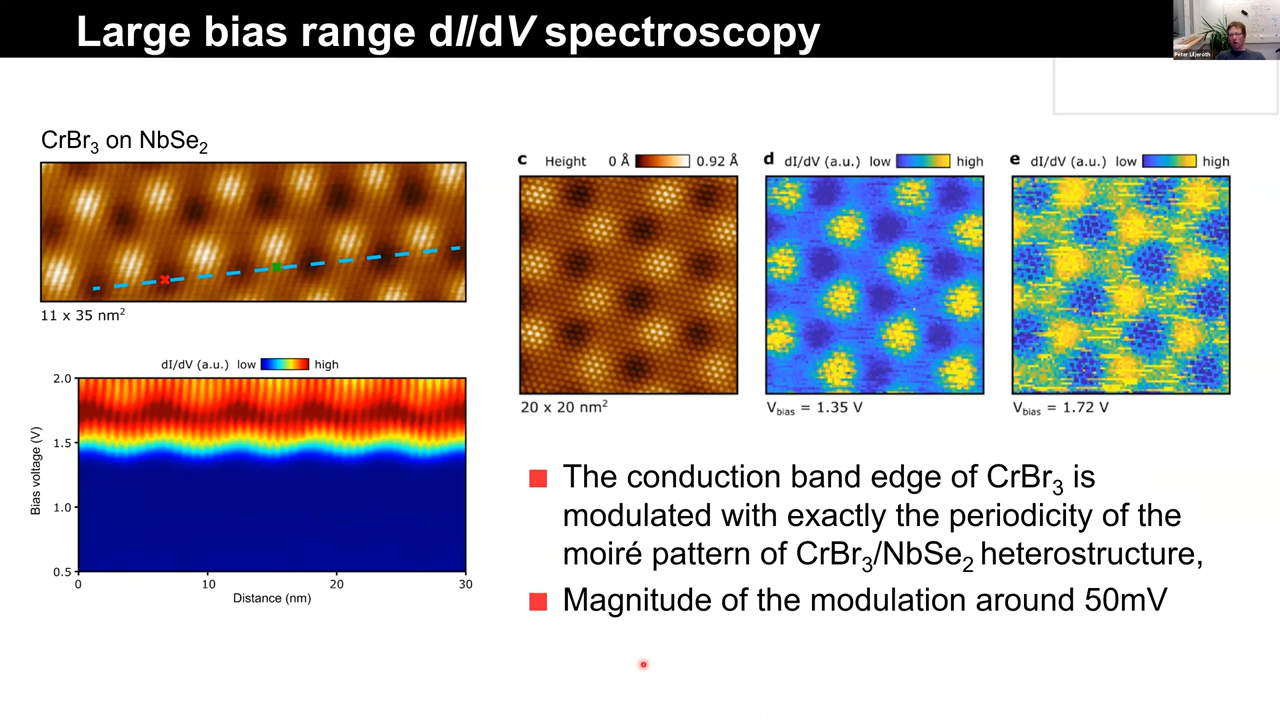 Large bias range dI/dV spectroscopy
Peter Liljeroth
CrBr₃ on NbSe₂
11 x 35 nm²
dI/dV (a.u.) low high
2.0
1.5
1.0
0.5
Bias voltage (V)
0 10 20 30
Distance (nm)
c Height 0 Å 0.92 Å
20 x 20 nm²
d dI/dV (a.u.) low high
V_bias = 1.35 V
e dI/dV (a.u.) low high
V_bias = 1.72 V
The conduction band edge of CrBr₃ is
modulated with exactly the periodicity of the
moiré pattern of CrBr₃/NbSe₂ heterostructure,
Magnitude of the modulation around 50mV